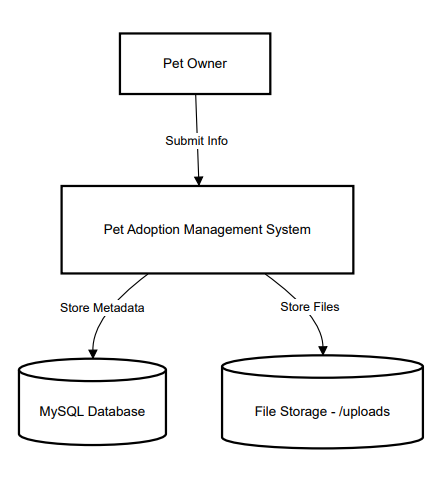 Pet Owner
Submit Info
Pet Adoption Management System
Store Metadata
Store Files
MySQL Database
File Storage - /uploads